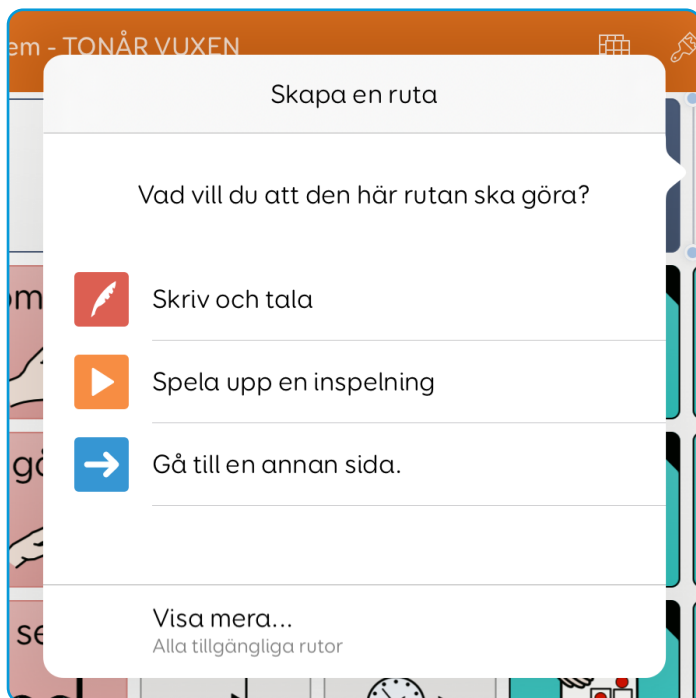 em - TONÅR VUXEN
Skapa en ruta
Vad vill du att den här rutan ska göra?
Skriv och tala
Spela upp en inspelning
Gå till en annan sida.
Visa mera...
Alla tillgängliga rutor